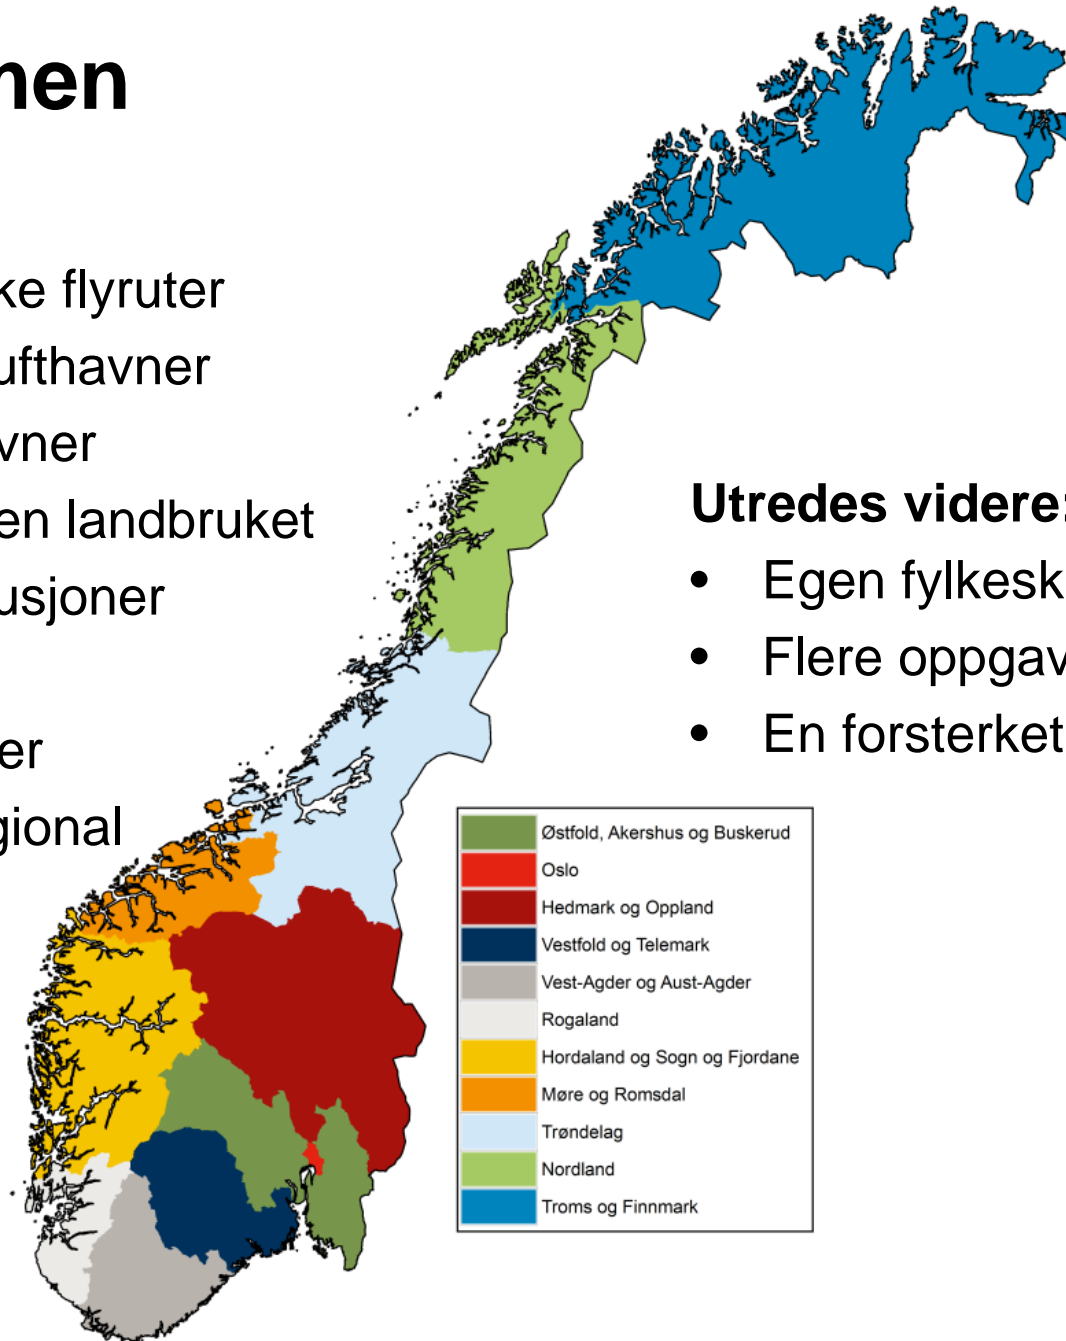 nen
ke flyruter
ufthavner
vner
en landbruket
usjoner
er
gional
Utredes videre:
• Egen fylkesk
• Flere oppgav
• En forsterket
Østfold, Akershus og Buskerud
Oslo
Hedmark og Oppland
Vestfold og Telemark
Vest-Agder og Aust-Agder
Rogaland
Hordaland og Sogn og Fjordane
Møre og Romsdal
Trøndelag
Nordland
Troms og Finnmark